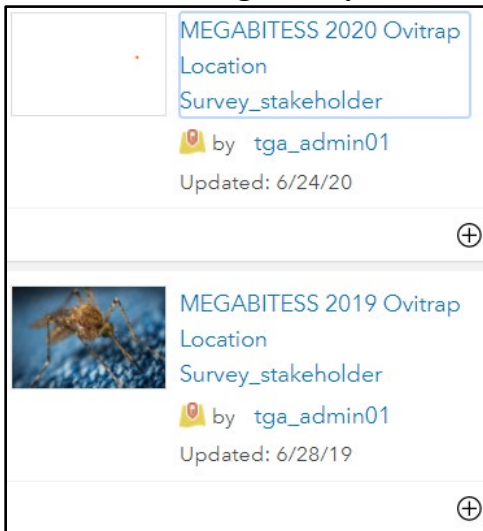 MEGABITESS 2020 Ovitrap
Location
Survey_stakeholder
by tga_admin01
Updated: 6/24/20
MEGABITESS 2019 Ovitrap
Location
Survey_stakeholder
by tga_admin01
Updated: 6/28/19